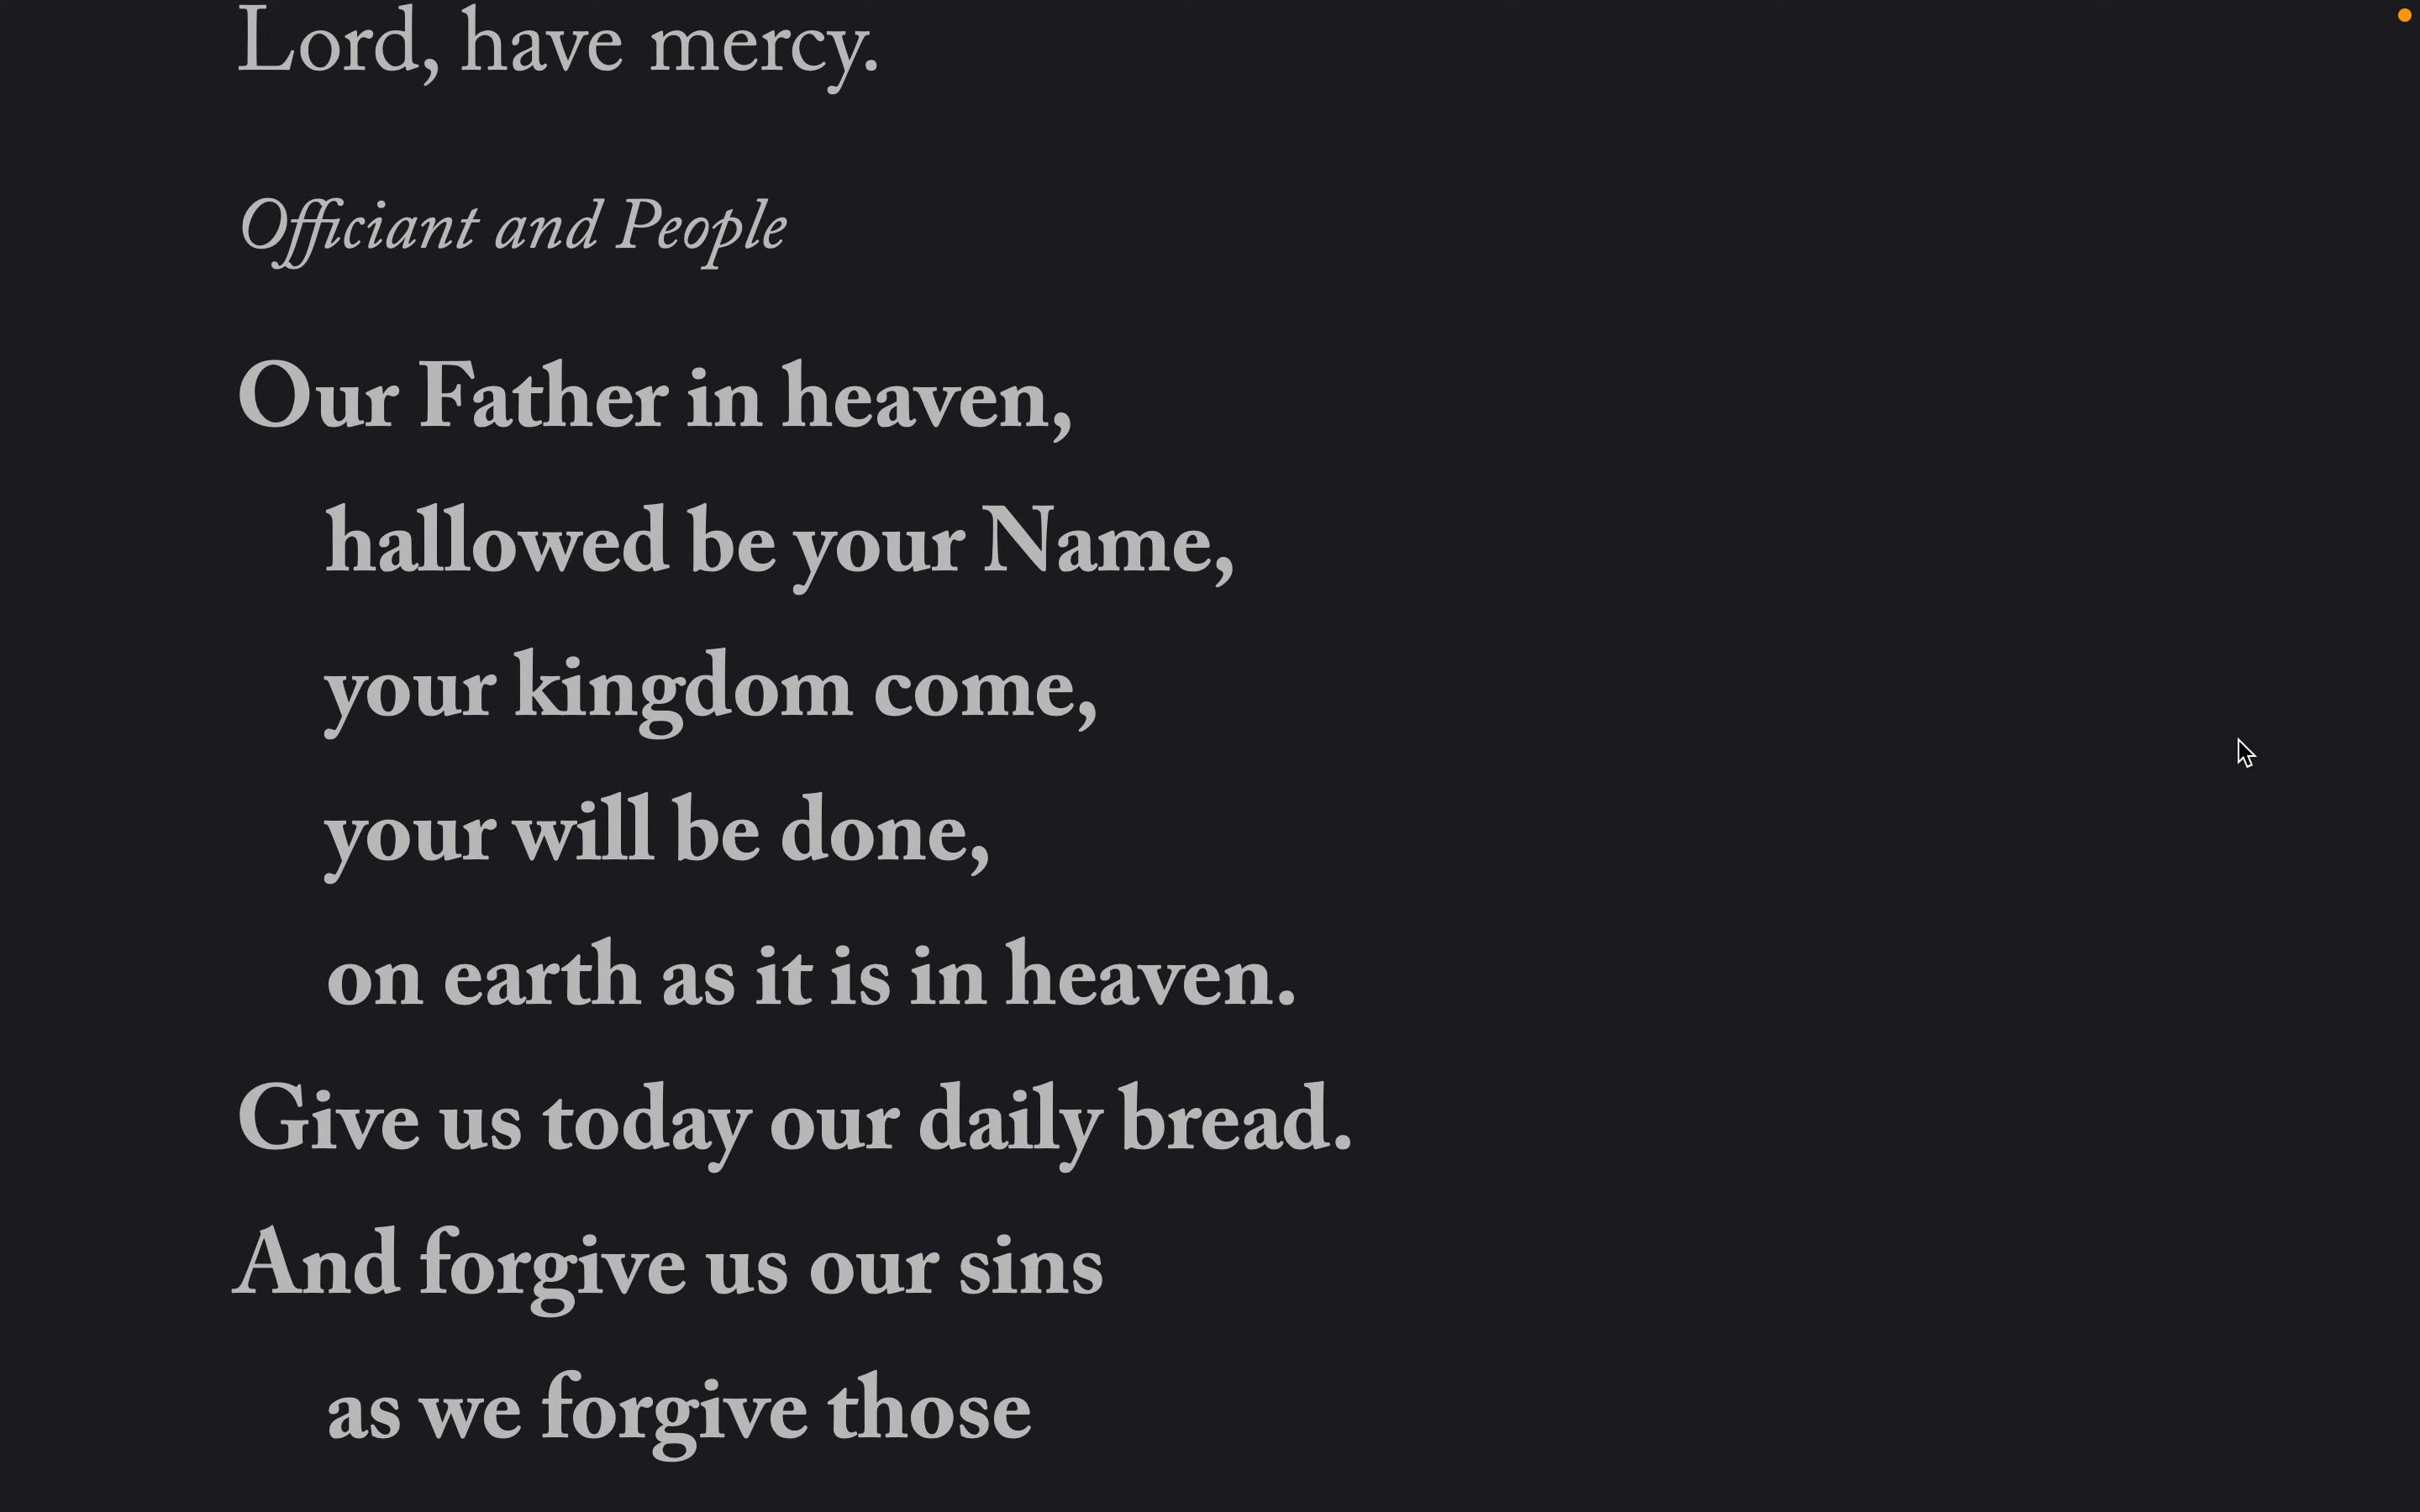 Lord, have mercy.
Officiant and People
Our Father in heaven,
hallowed be your Name,
your kingdom come,
your will be done,
on earth as it is in heaven.
Give us today our daily bread.
And forgive us our sins
as we forgive those